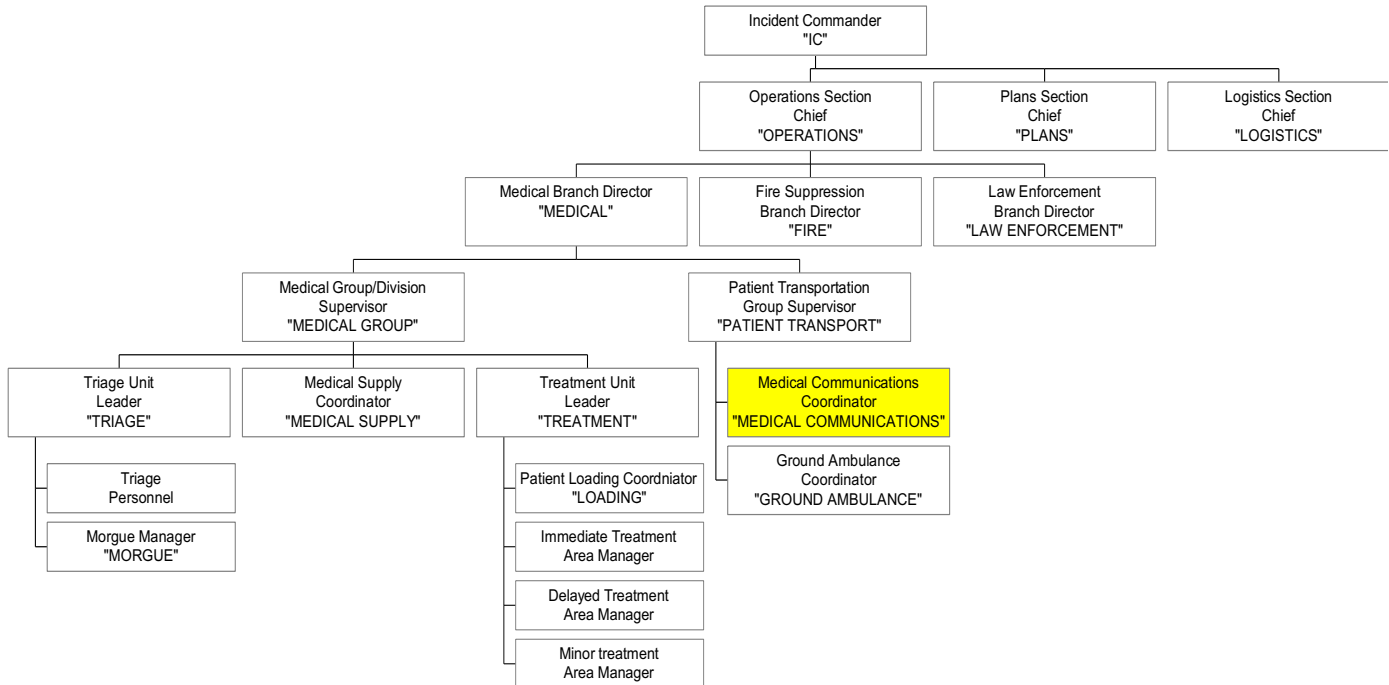 Incident Commander
"IC"
Operations Section
Chief
"OPERATIONS"
Plans Section
Chief
"PLANS"
Logistics Section
Chief
"LOGISTICS"
Medical Branch Director
"MEDICAL"
Fire Suppression
Branch Director
"FIRE"
Law Enforcement
Branch Director
"LAW ENFORCEMENT"
Medical Group/Division
Supervisor
"MEDICAL GROUP"
Patient Transportation
Group Supervisor
"PATIENT TRANSPORT"
Triage Unit
Leader
"TRIAGE"
Medical Supply
Coordinator
"MEDICAL SUPPLY"
Treatment Unit
Leader
"TREATMENT"
Medical Communications
Coordinator
"MEDICAL COMMUNICATIONS"
Triage
Personnel
Morgue Manager
"MORGUE"
Patient Loading Coordniator
"LOADING"
Immediate Treatment
Area Manager
Delayed Treatment
Area Manager
Minor treatment
Area Manager
Ground Ambulance
Coordinator
"GROUND AMBULANCE"